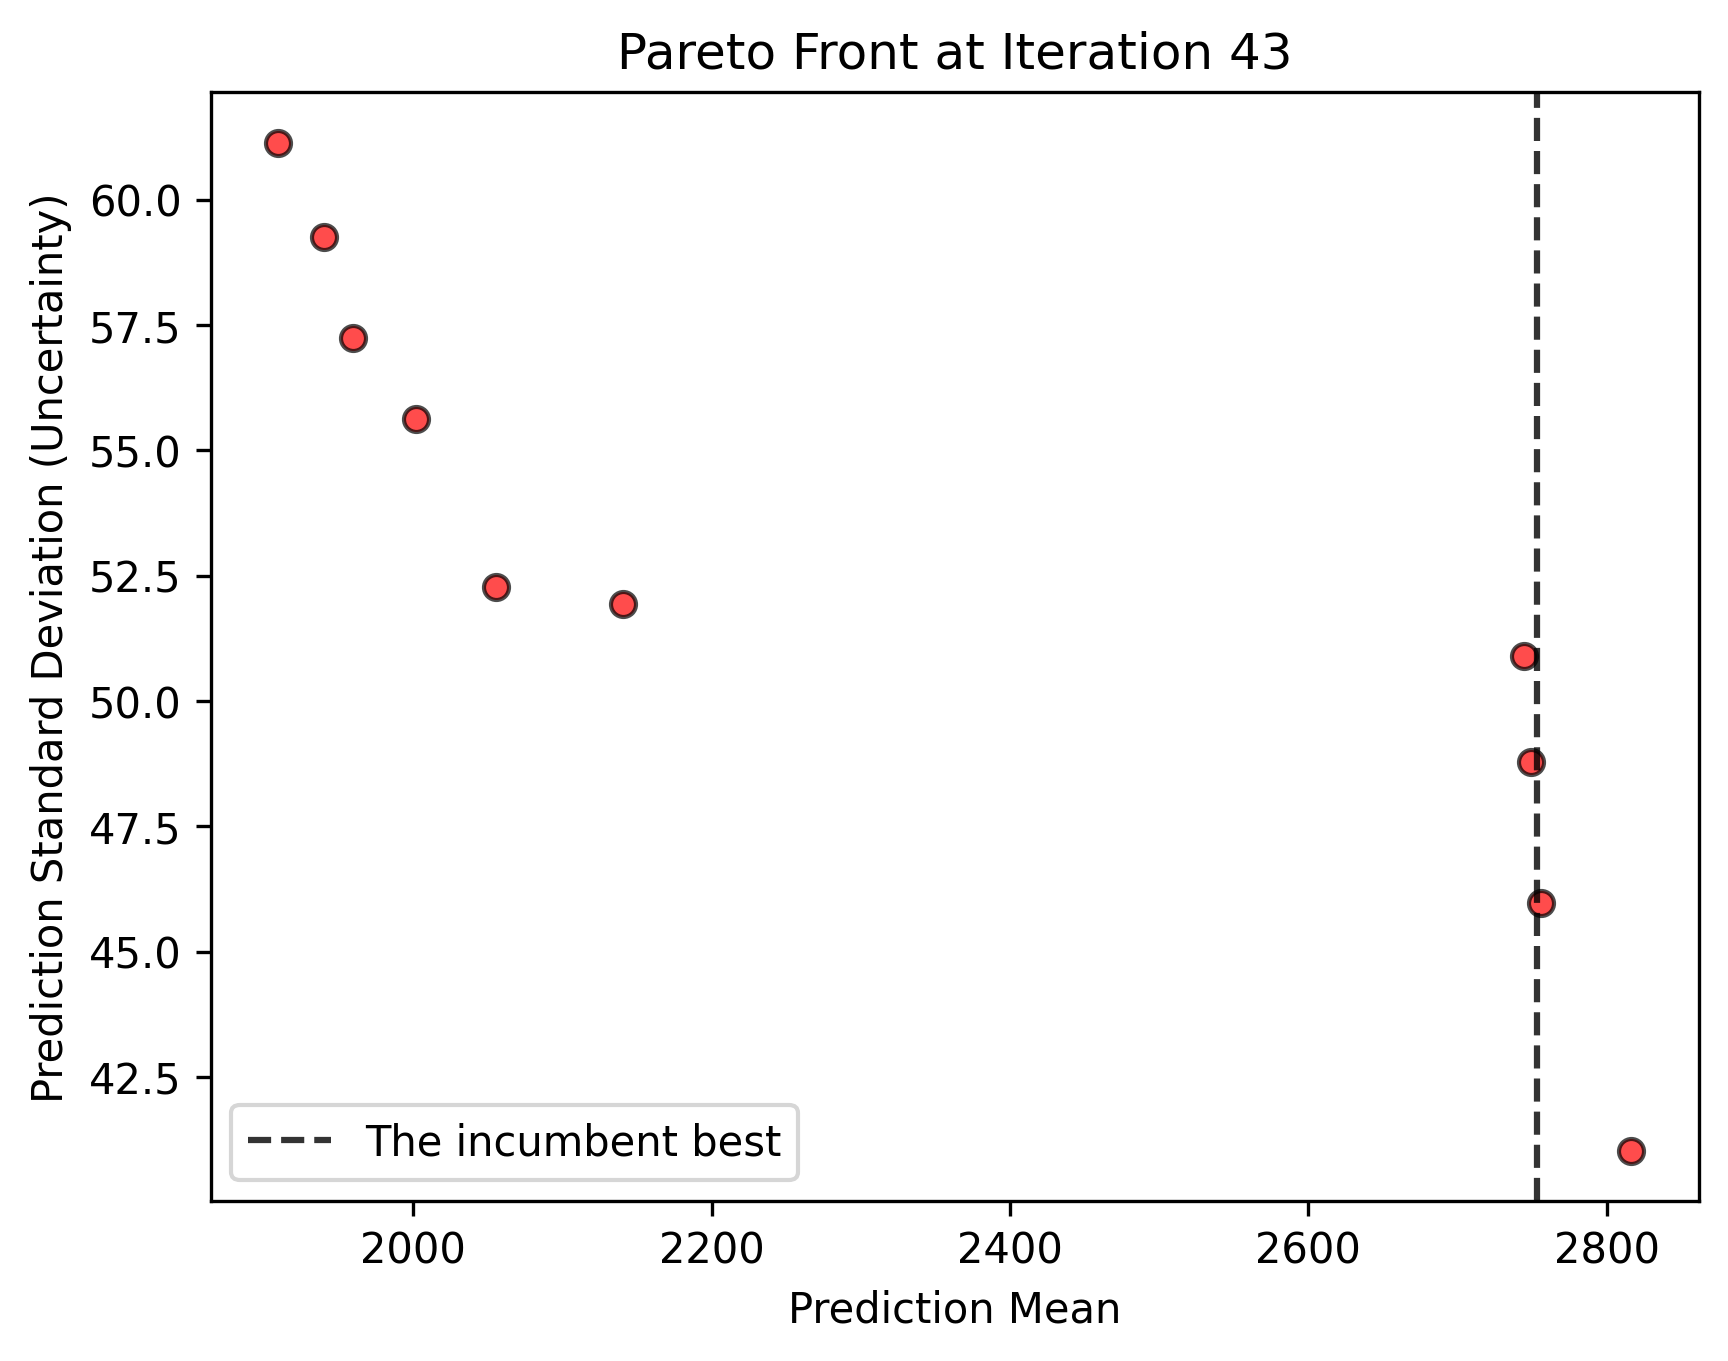 Pareto Front at Iteration 43
Prediction Standard Deviation (Uncertainty)
60.0
57.5
55.0
52.5
50.0
47.5
45.0
42.5
The incumbent best
2000 2200 2400 2600 2800
Prediction Mean